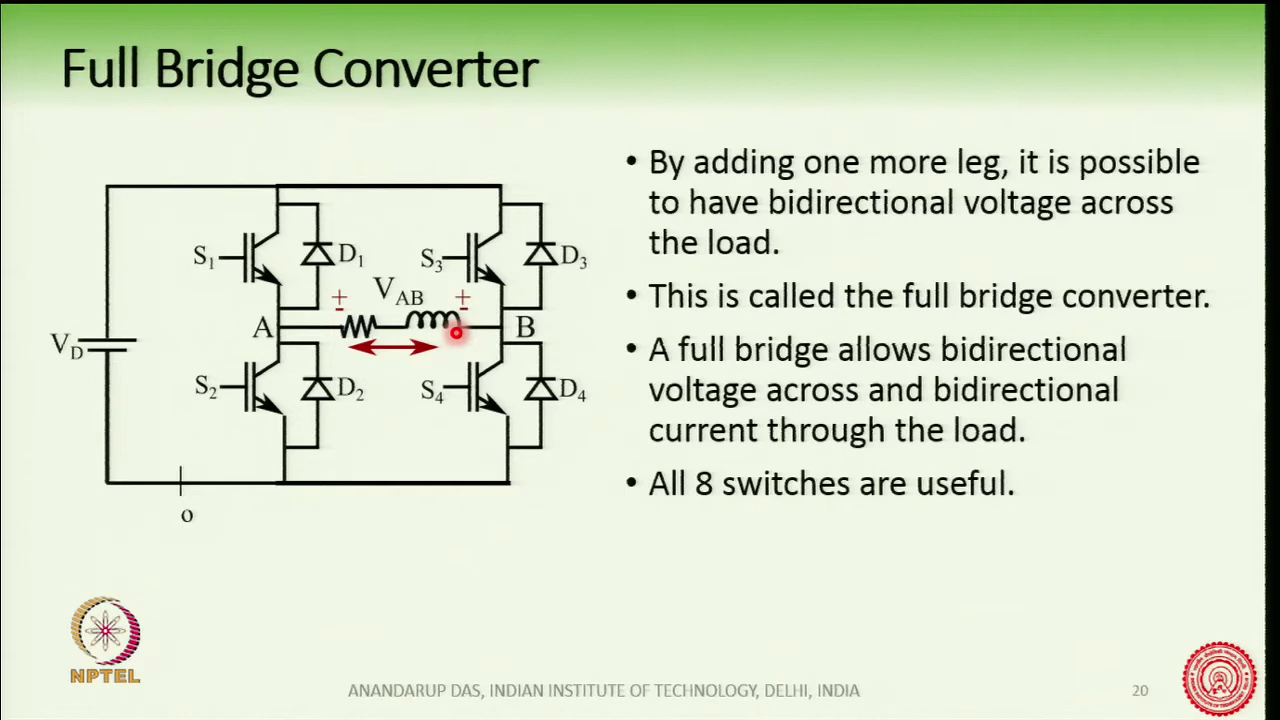 Full Bridge Converter
• By adding one more leg, it is possible
to have bidirectional voltage across
the load.
• This is called the full bridge converter.
• A full bridge allows bidirectional
voltage across and bidirectional
current through the load.
• All 8 switches are useful.
S1
D1
S3
D3
+
-
VAB
+
-
A
B
VD
S2
D2
S4
D4
o
NPTEL
ANANDARUP DAS, INDIAN INSTITUTE OF TECHNOLOGY, DELHI, INDIA
20